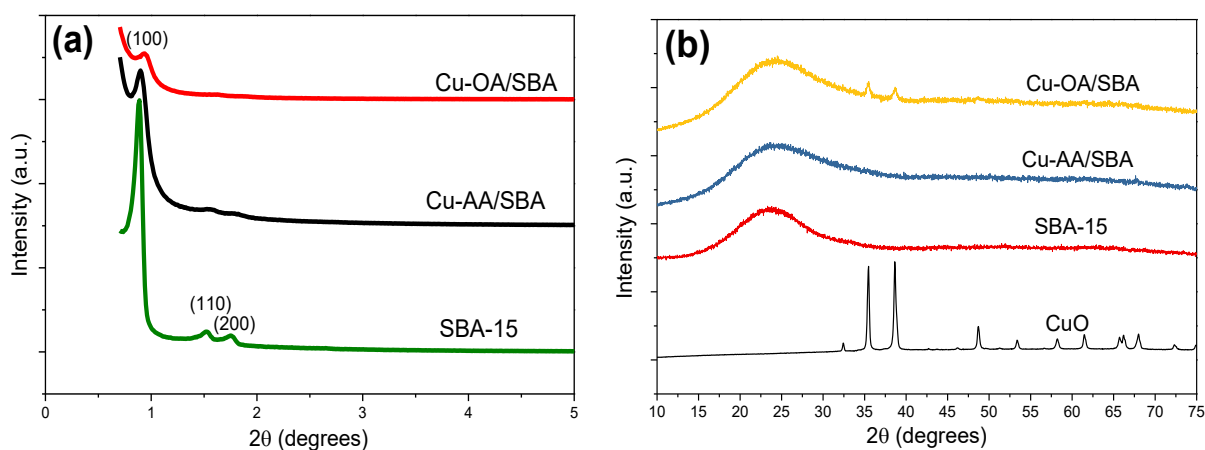 (a)
(100)
Cu-OA/SBA
Cu-AA/SBA
(110)
(200)
SBA-15
Intensity (a.u.)
0 1 2 3 4 5
2θ (degrees)
(b)
Cu-OA/SBA
Cu-AA/SBA
SBA-15
CuO
Intensity (a.u.)
10 15 20 25 30 35 40 45 50 55 60 65 70 75
2θ (degrees)